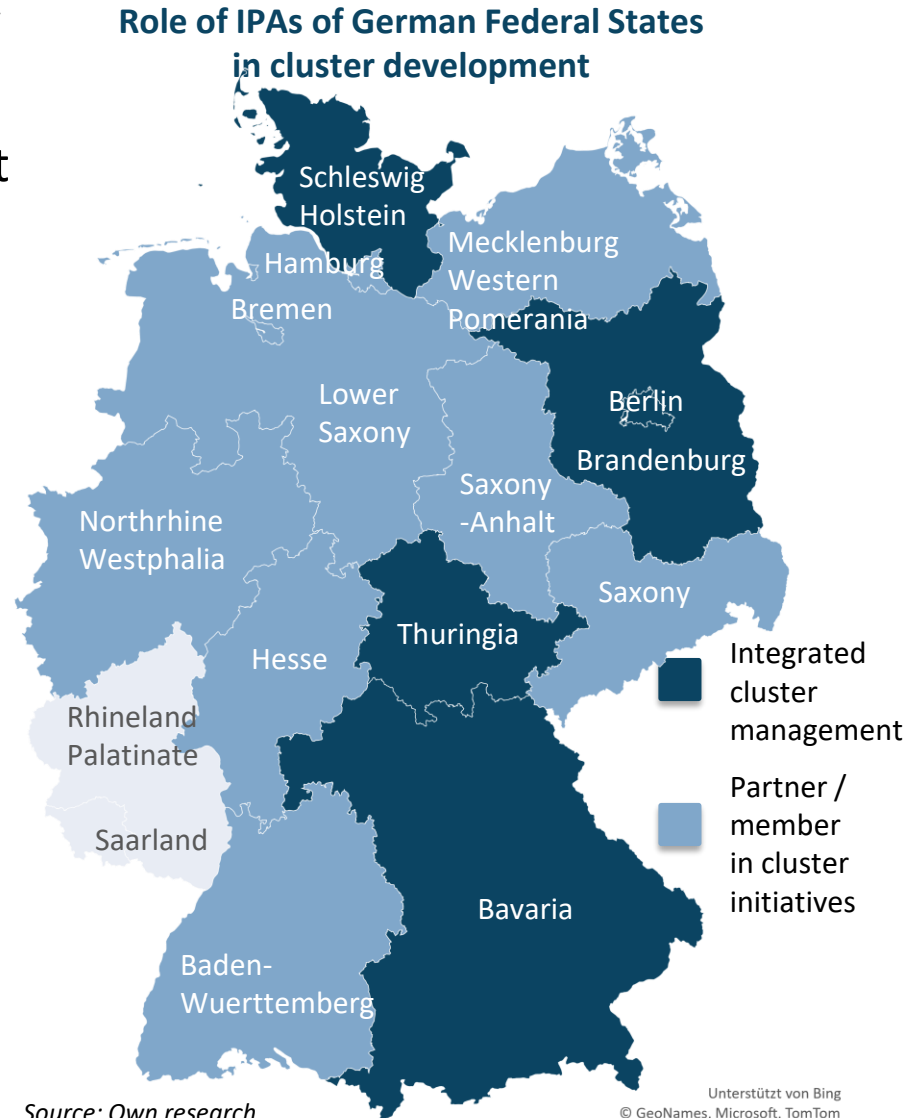 Role of IPAs of German Federal States
in cluster development
t
Schleswig
Holstein
Mecklenburg
Western
Pomerania
Hamburg
Bremen
Lower
Saxony
Berlin
Brandenburg
Saxony
-Anhalt
Northrhine
Westphalia
Saxony
Thuringia
Hesse
Rhineland
Palatinate
Saarland
Bavaria
Baden-
Wuerttemberg
Integrated
cluster
management
Partner /
member
in cluster
initiatives
Source: Own research
Unterstützt von Bing
© GeoNames, Microsoft, TomTom